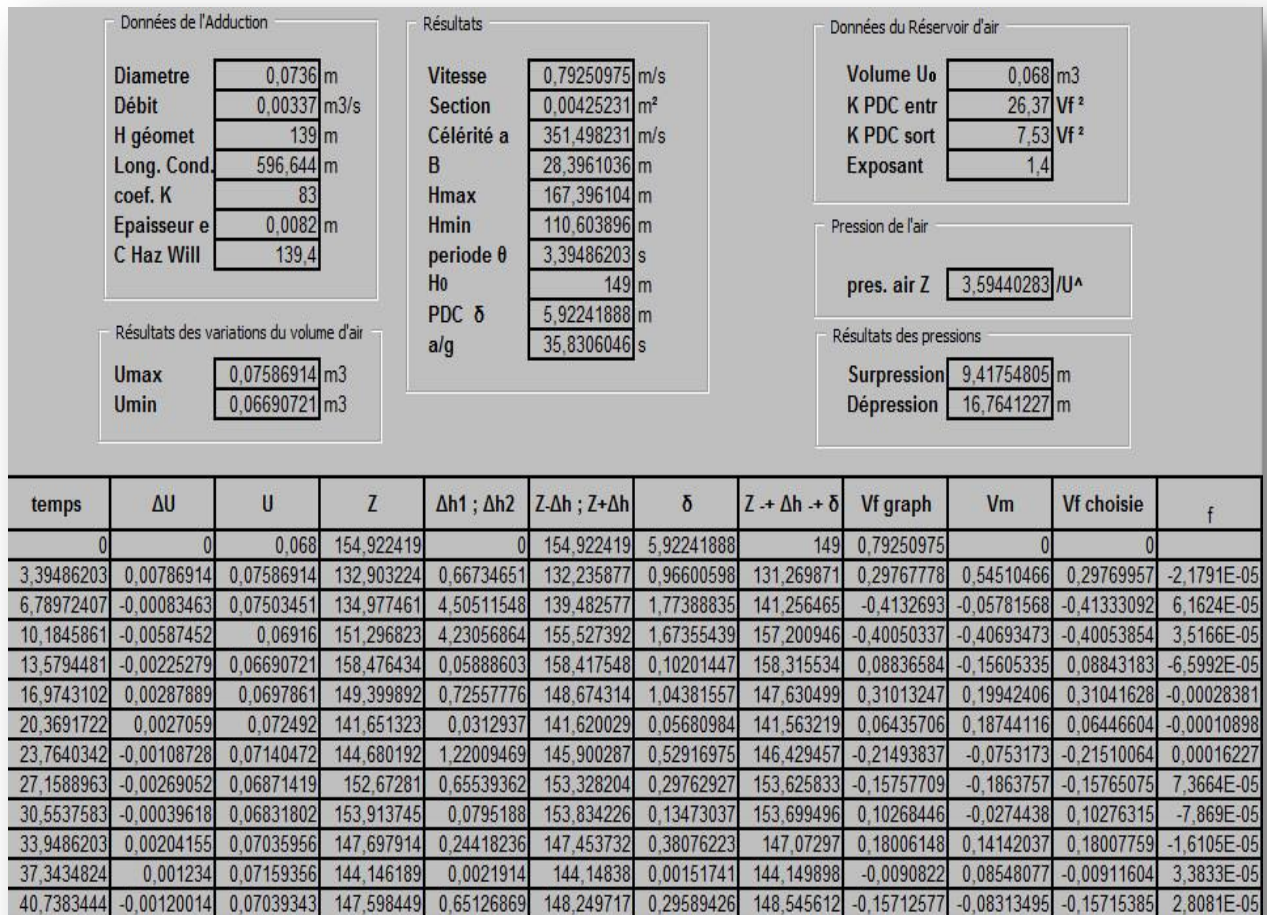 Données de l'Adduction
Diametre 0,0736 m
Débit 0,00337 m3/s
H géomet 139 m
Long. Cond. 596,644 m
coef. K 83
Epaisseur e 0,0082 m
C Haz Will 139,4
Résultats des variations du volume d'air
Umax 0,07586914 m3
Umin 0,06690721 m3
Résultats
Vitesse 0,79250975 m/s
Section 0,00425231 m²
Célérité a 351,498231 m/s
B 28,3961036 m
Hmax 167,396104 m
Hmin 110,603896 m
periode θ 3,39486203 s
H0 149 m
PDC δ 5,92241888 m
a/g 35,8306046 s
Données du Réservoir d'air
Volume U₀ 0,068 m3
K PDC entr 26,37 Vf ²
K PDC sort 7,53 Vf ²
Exposant 1,4
Pression de l'air
pres. air Z 3,59440283 /U^
Résultats des pressions
Surpression 9,41754805 m
Dépression 16,7641227 m
temps ΔU U Z Δh1 ; Δh2 Z-Δh ; Z+Δh δ Z -+ Δh -+ δ Vf graph Vm Vf choisie f
0 0 0,068 154,922419 0 154,922419 5,92241888 149 0,79250975 0 0
3,39486203 0,00786914 0,07586914 132,903224 0,66734651 132,235877 0,96600598 131,269871 0,29767778 0,54510466 0,29769957 -2,1791E-05
6,78972407 -0,00083463 0,07503451 134,977461 4,50511548 139,482577 1,77388835 141,256465 -0,4132693 -0,05781568 -0,41333092 6,1624E-05
10,1845861 -0,00587452 0,06916 151,296823 4,23056864 155,527392 1,67355439 157,200946 -0,40050337 -0,40693473 -0,40053854 3,5166E-05
13,5794481 -0,00225279 0,06690721 158,476434 0,05888603 158,417548 0,10201447 158,315534 0,08836584 -0,15605335 0,08843183 -6,5992E-05
16,9743102 0,00287889 0,0697861 149,399892 0,72557776 148,674314 1,04381557 147,630499 0,31013247 0,19942406 0,31041628 -0,00028381
20,3691722 0,0027059 0,072492 141,651323 0,0312937 141,620029 0,05680984 141,563219 0,06435706 0,18744116 0,06446604 -0,00010898
23,7640342 -0,00108728 0,07140472 144,680192 1,22009469 145,900287 0,52916975 146,429457 -0,21493837 -0,0753173 -0,21510064 0,00016227
27,1588963 -0,00269052 0,06871419 152,67281 0,65539362 153,328204 0,29762927 153,625833 -0,15757709 -0,1863757 -0,15765075 7,3664E-05
30,5537583 -0,00039618 0,06831802 153,913745 0,0795188 153,834226 0,13473037 153,699496 0,10268446 -0,0274438 0,10276315 -7,869E-05
33,9486203 0,00204155 0,07035956 147,697914 0,24418236 147,453732 0,38076223 147,07297 0,18006148 0,14142037 0,18007759 -1,6105E-05
37,3434824 0,001234 0,07159356 144,146189 0,0021914 144,14838 0,00151741 144,149898 -0,0090822 0,08548077 -0,00911604 3,3833E-05
40,7383444 -0,00120014 0,07039343 147,598449 0,65126869 148,249717 0,29589426 148,545612 -0,15712577 -0,08313495 -0,15715385 2,8081E-05